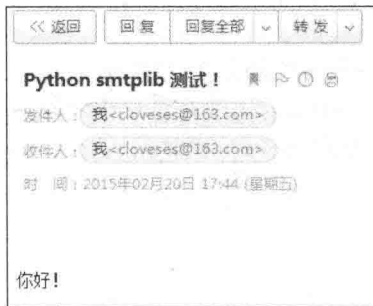 << 返回 回复 回复全部 转发
Python smtplib 测试！
发件人：我<cloveses@163.com>
收件人：我<cloveses@163.com>
时 间：2015年02月20日 17:44 (星期五)
你好！